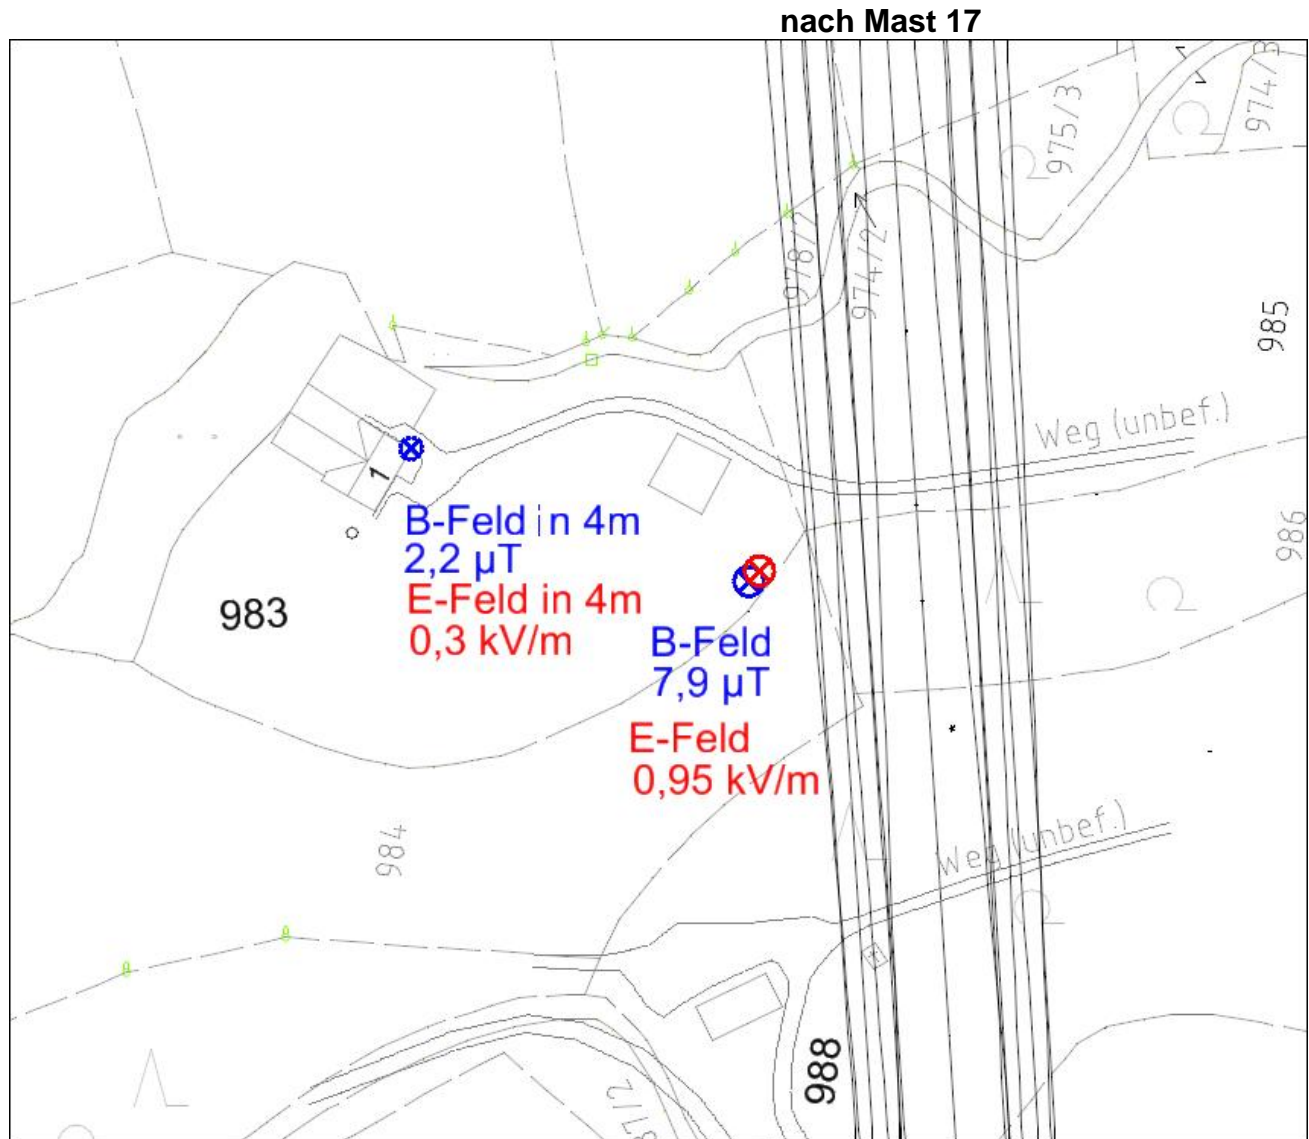 nach Mast 17
974/3
975/3
978/2
974/2
985
Weg (unbef.)
1
986
B-Feld in 4m
2,2 µT
E-Feld in 4m
0,3 kV/m
983
B-Feld
7,9 µT
E-Feld
0,95 kV/m
984
Weg (unbef.)
988